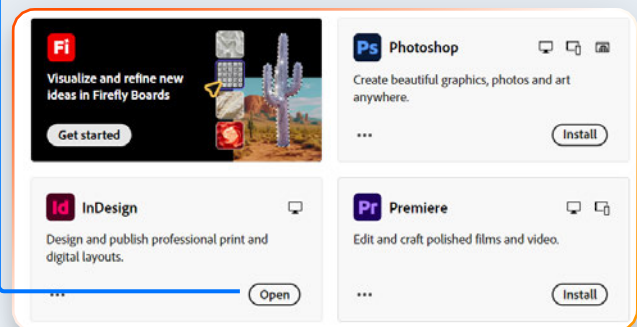 Fi
Visualize and refine new
ideas in Firefly Boards
Get started
Ps Photoshop
Create beautiful graphics, photos and art
anywhere.
... Install
Id InDesign
Design and publish professional print and
digital layouts.
... Open
Pr Premiere
Edit and craft polished films and video.
... Install